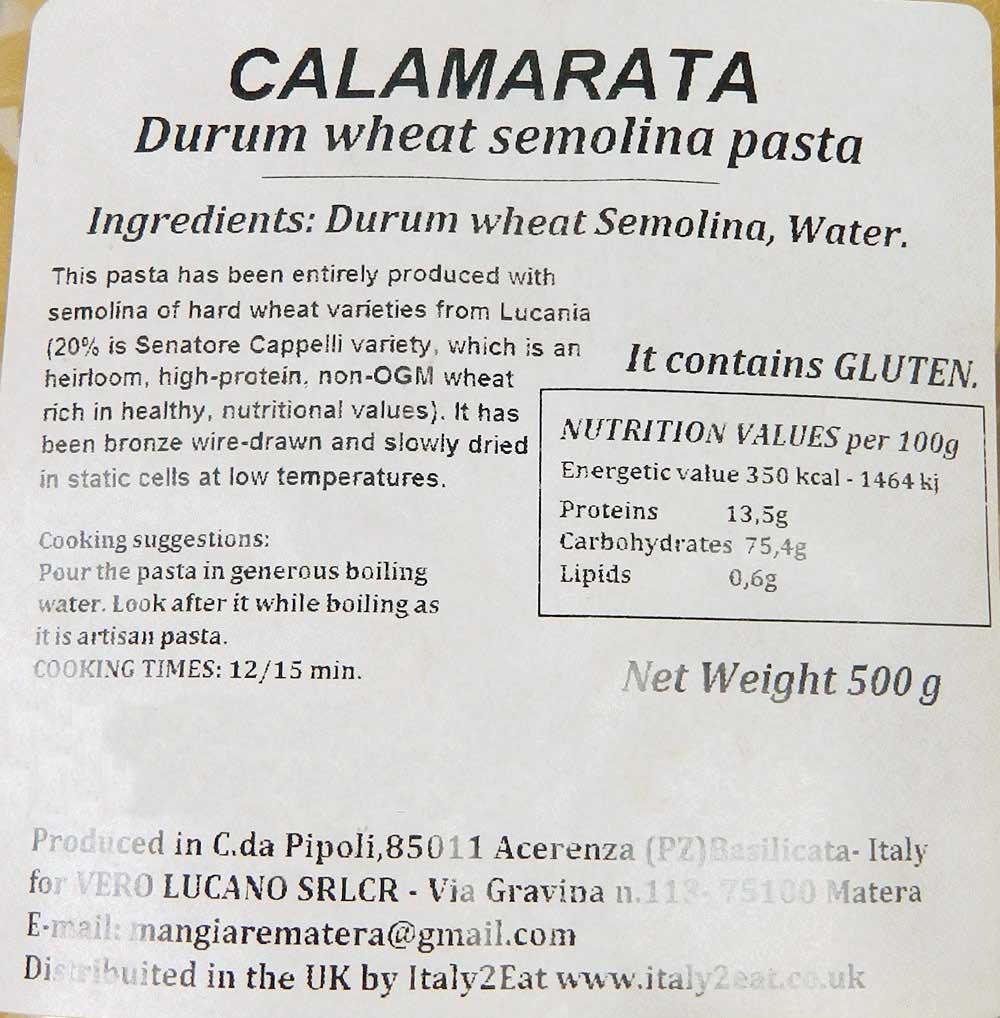 CALAMARATA
Durum wheat semolina pasta
Ingredients: Durum wheat Semolina, Water.
This pasta has been entirely produced with
semolina of hard wheat varieties from Lucania
(20% is Senatore Cappelli variety, which is an
heirloom, high-protein, non-OGM wheat
rich in healthy, nutritional values). It has
been bronze wire-drawn and slowly dried
in static cells at low temperatures.
It contains GLUTEN.
NUTRITION VALUES per 100g
Energetic value 350 kcal - 1464 kj
Proteins 13,5g
Carbohydrates 75,4g
Lipids 0,6g
Cooking suggestions:
Pour the pasta in generous boiling
water. Look after it while boiling as
it is artisan pasta.
COOKING TIMES: 12/15 min.
Net Weight 500 g
Produced in C.da Pipoli,85011 Acerenza (PZ)Basilicata- Italy
for VERO LUCANO SRLCR - Via Gravina n.113- 75100 Matera
E-mail: mangiarematera@gmail.com
Distribuited in the UK by Italy2Eat www.italy2eat.co.uk